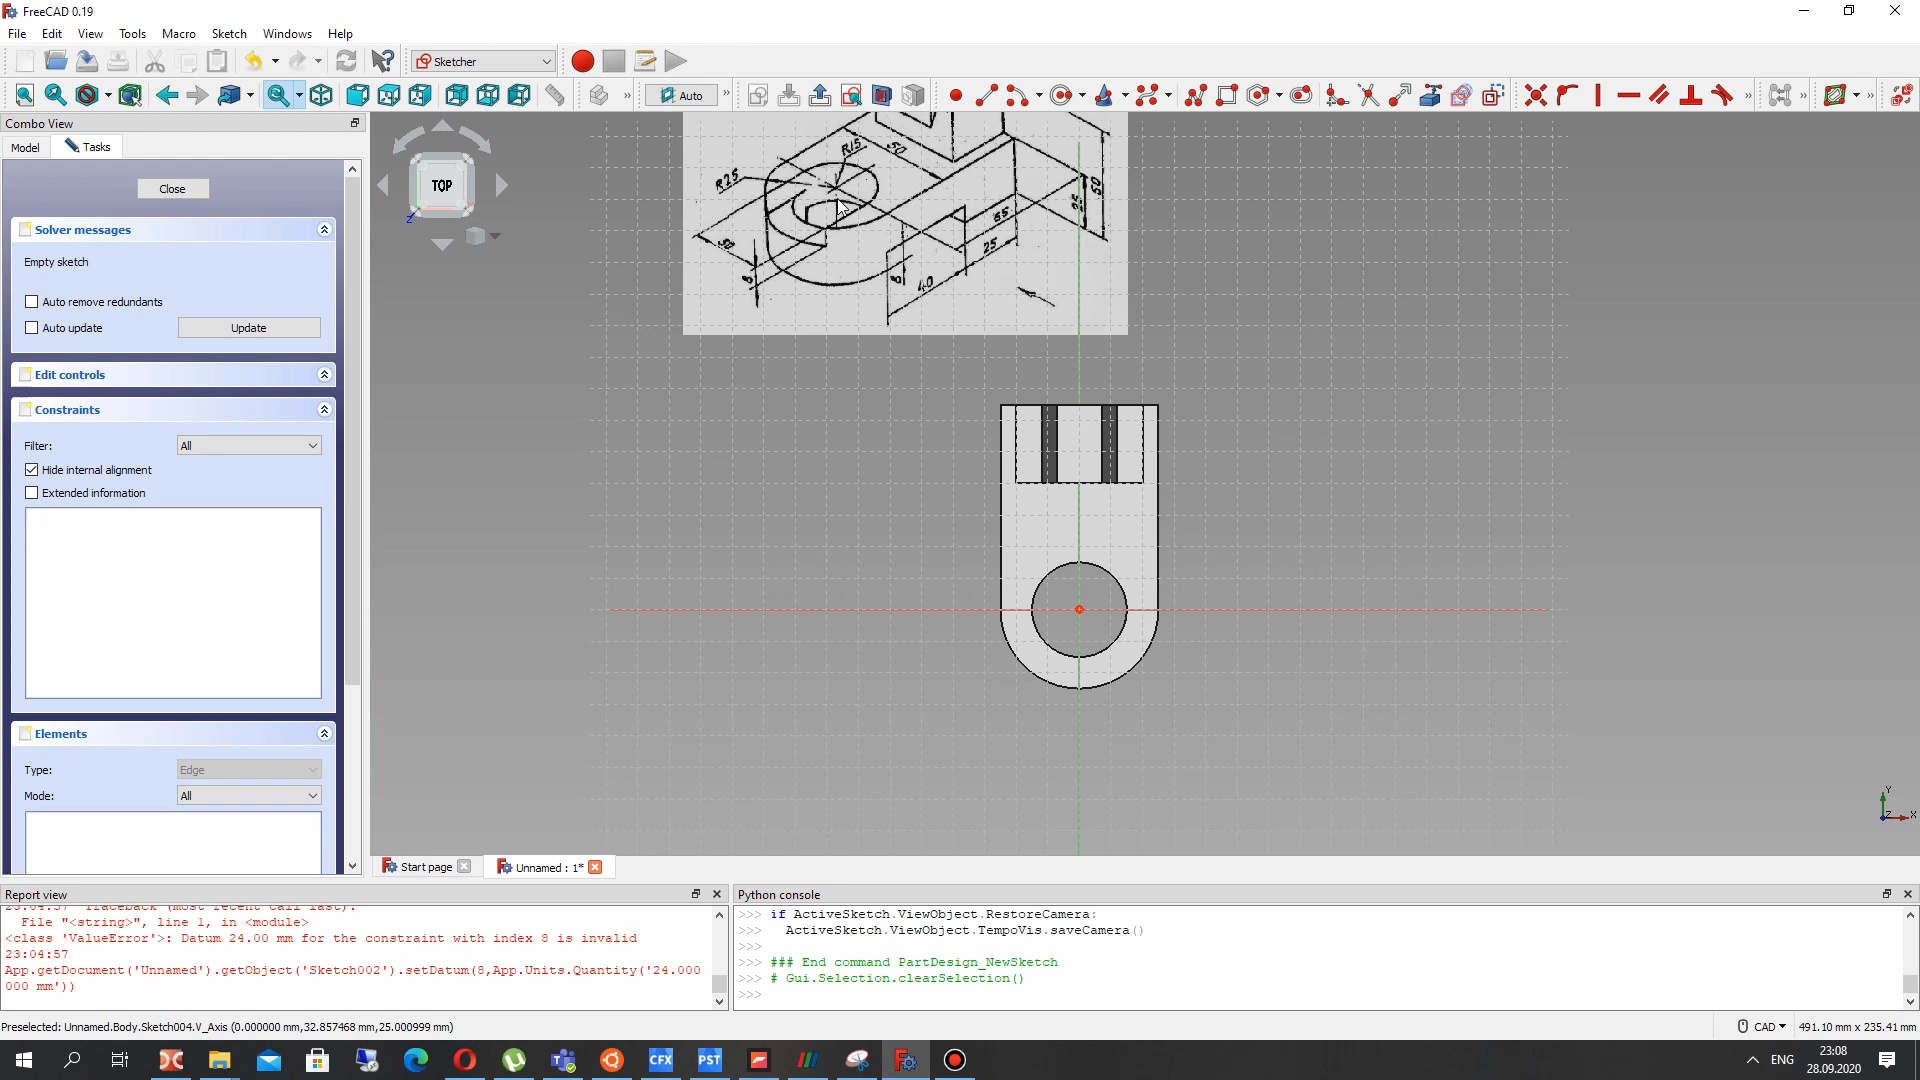 FreeCAD 0.19
File Edit View Tools Macro Sketch Windows Help
Sketcher
Auto
Combo View
Model Tasks
Close
Solver messages
Empty sketch
Auto remove redundants
Auto update Update
Edit controls
Constraints
Filter: All
Hide internal alignment
Extended information
Elements
Type: Edge
Mode: All
TOP
Z
R15
50
R25
50
8
8
40
25
65
50
Y
Z
X
Start page Unnamed : 1*
Report view
File "<string>", line 1, in <module>
<class 'ValueError'>: Datum 24.00 mm for the constraint with index 8 is invalid
23:04:57
App.getDocument('Unnamed').getObject('Sketch002').setDatum(8,App.Units.Quantity('24.000
000 mm'))
Python console
>>> if ActiveSketch.ViewObject.RestoreCamera:
>>>   ActiveSketch.ViewObject.TempoVis.saveCamera()
>>>
>>> ### End command PartDesign_NewSketch
>>> # Gui.Selection.clearSelection()
>>>
Preselected: Unnamed.Body.Sketch004.V_Axis (0.000000 mm,32.857468 mm,25.000999 mm)
CAD 491.10 mm x 235.41 mm
CFX PST
ENG
23:08
28.09.2020